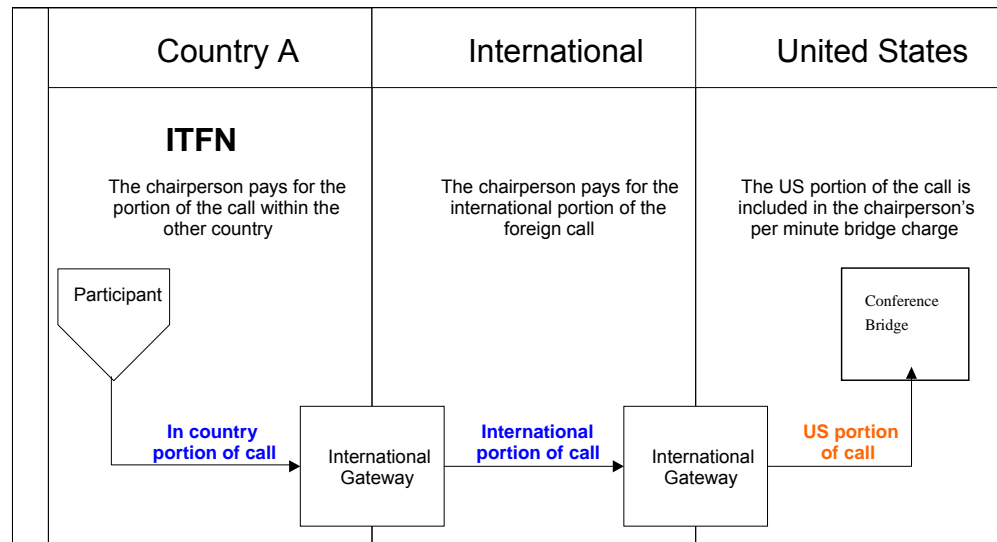 Country A
International
United States
ITFN
The chairperson pays for the
portion of the call within the
other country
The chairperson pays for the
international portion of the
foreign call
The US portion of the call is
included in the chairperson's
per minute bridge charge
Participant
Conference
Bridge
In country
portion of call
International
Gateway
International
portion of call
International
Gateway
US portion
of call